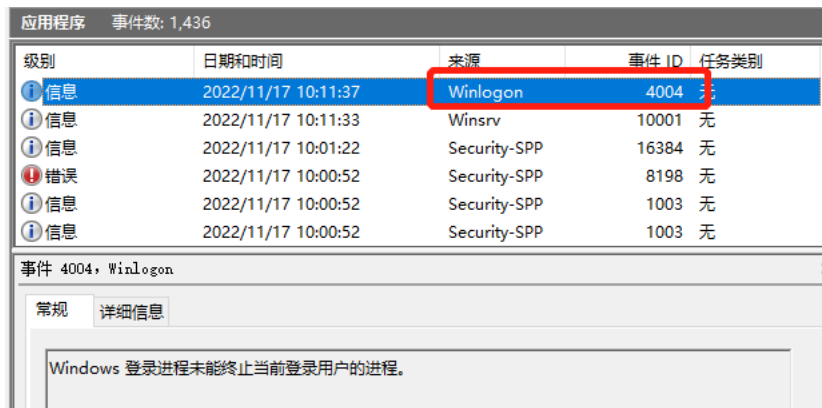 应用程序 事件数: 1,436
级别 日期和时间 来源 事件 ID 任务类别
信息 2022/11/17 10:11:37 Winlogon 4004 无
信息 2022/11/17 10:11:33 Winsrv 10001 无
信息 2022/11/17 10:01:22 Security-SPP 16384 无
错误 2022/11/17 10:00:52 Security-SPP 8198 无
信息 2022/11/17 10:00:52 Security-SPP 1003 无
信息 2022/11/17 10:00:52 Security-SPP 1003 无
事件 4004，Winlogon
常规 详细信息
Windows 登录进程未能终止当前登录用户的进程。